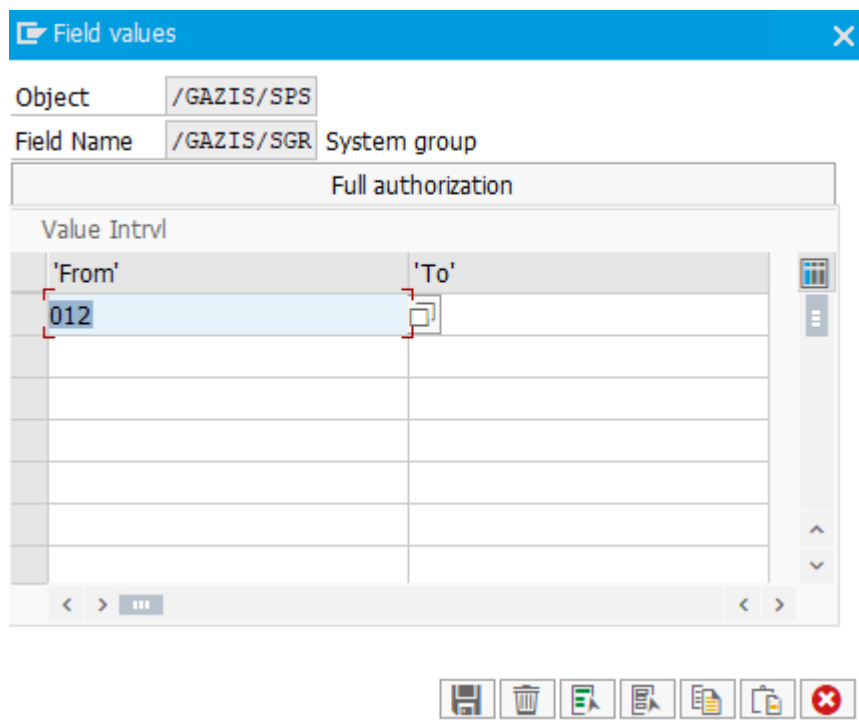 Field values
Object /GAZIS/SPS
Field Name /GAZIS/SGR System group
Full authorization
Value Intrvl
'From' 'To'
012